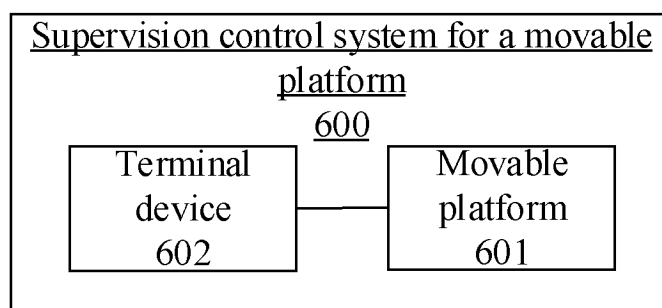 Supervision control system for a movable
platform
600
Terminal
device
602
Movable
platform
601